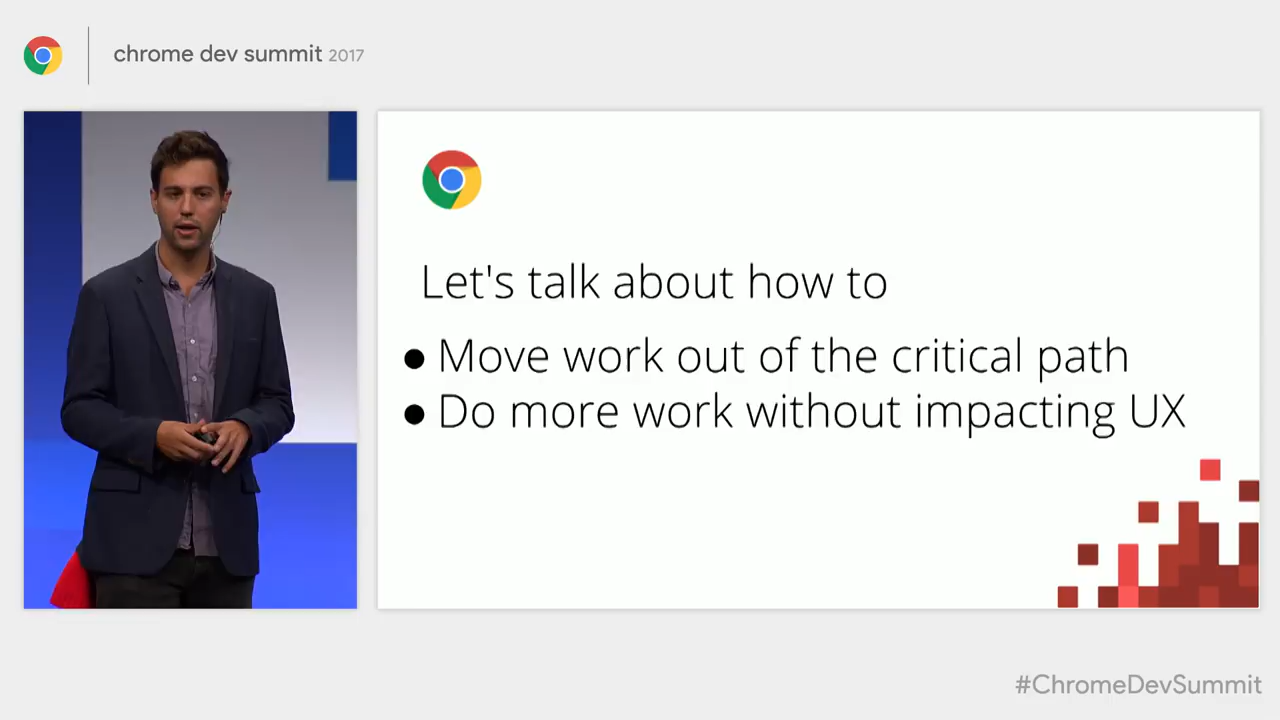 chrome dev summit 2017
Let's talk about how to
● Move work out of the critical path
● Do more work without impacting UX
#ChromeDevSummit